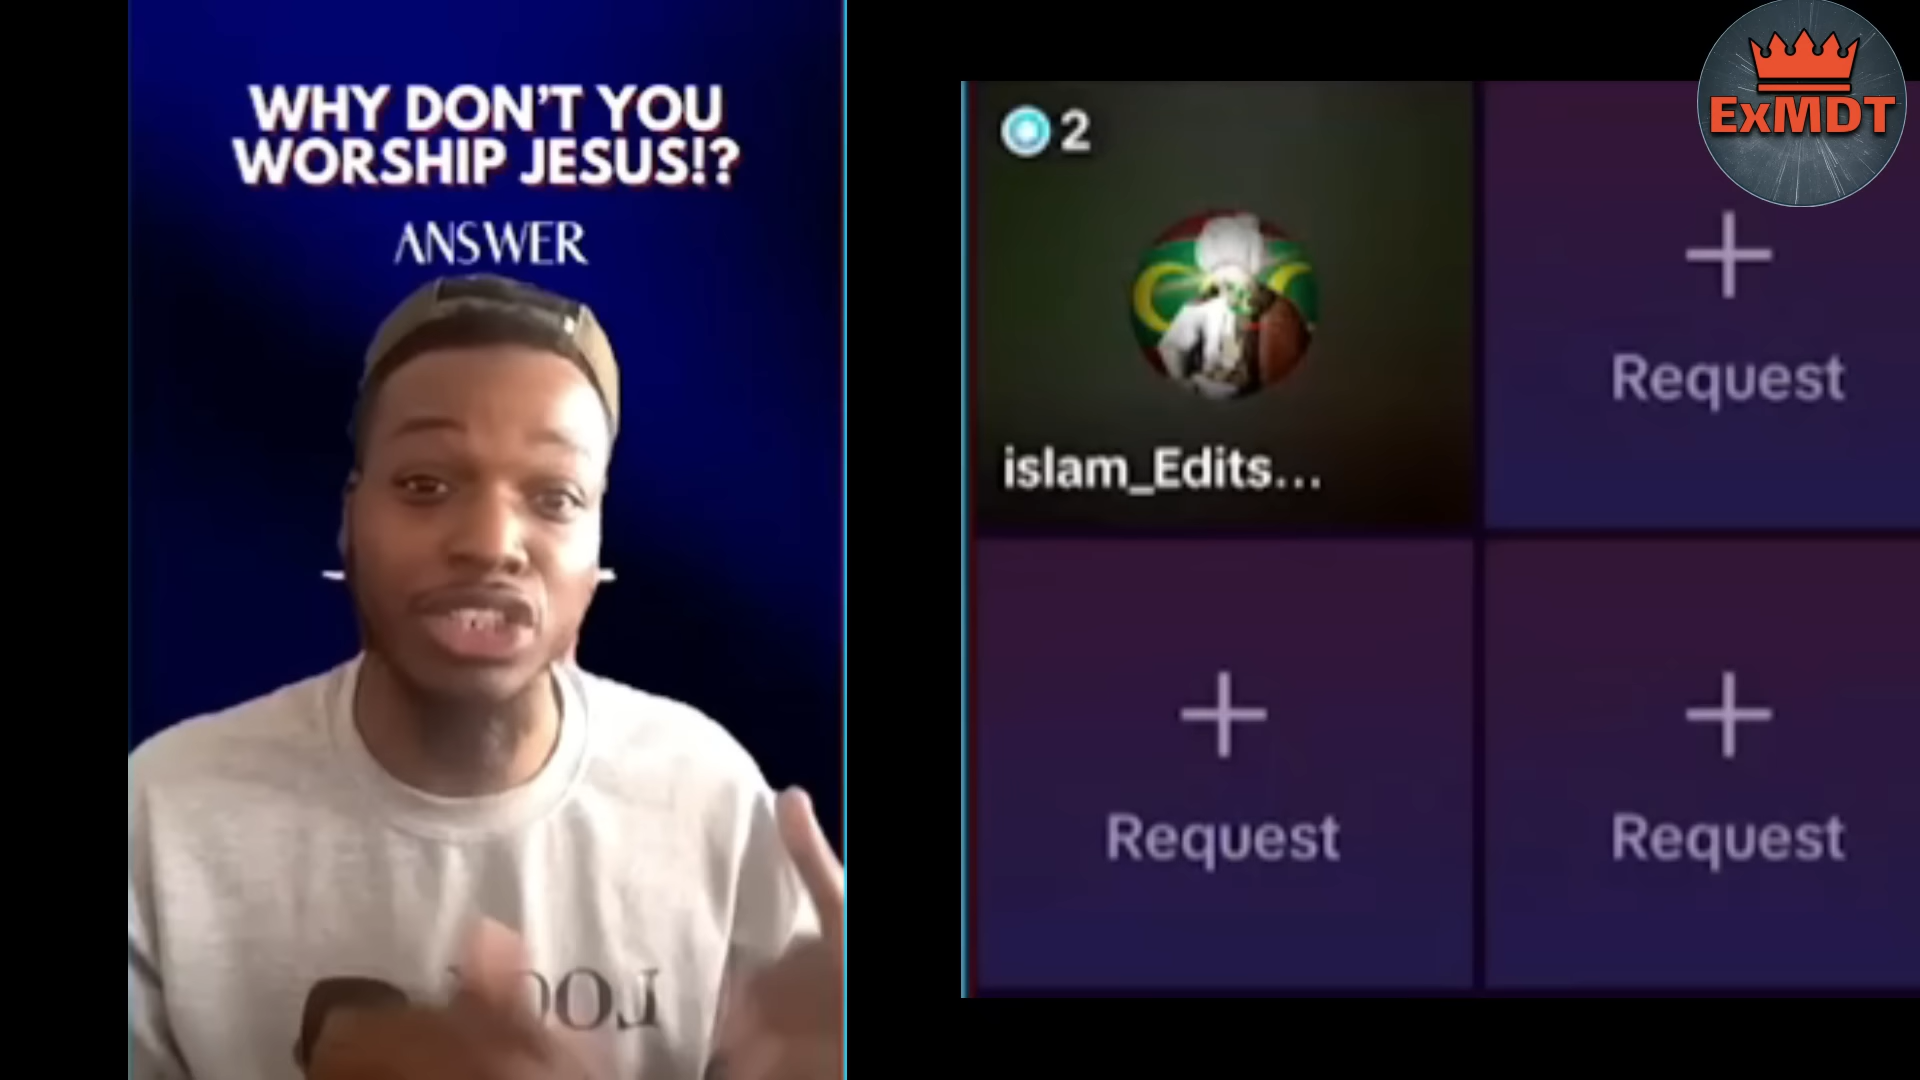 WHY DON'T YOU
WORSHIP JESUS!?
ANSWER
2
islam_Edits...
Request
Request
Request
ExMDT